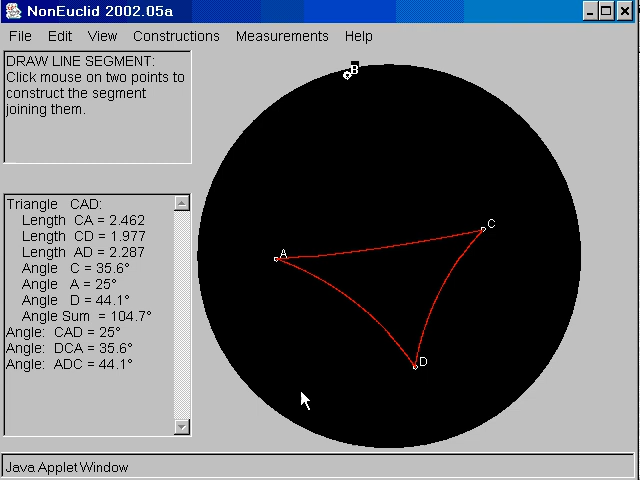 NonEuclid 2002.05a
File Edit View Constructions Measurements Help
DRAW LINE SEGMENT:
Click mouse on two points to
construct the segment
joining them.
Triangle CAD:
Length CA = 2.462
Length CD = 1.977
Length AD = 2.287
Angle C = 35.6°
Angle A = 25°
Angle D = 44.1°
Angle Sum = 104.7°
Angle: CAD = 25°
Angle: DCA = 35.6°
Angle: ADC = 44.1°
B
C
A
D
Java Applet Window